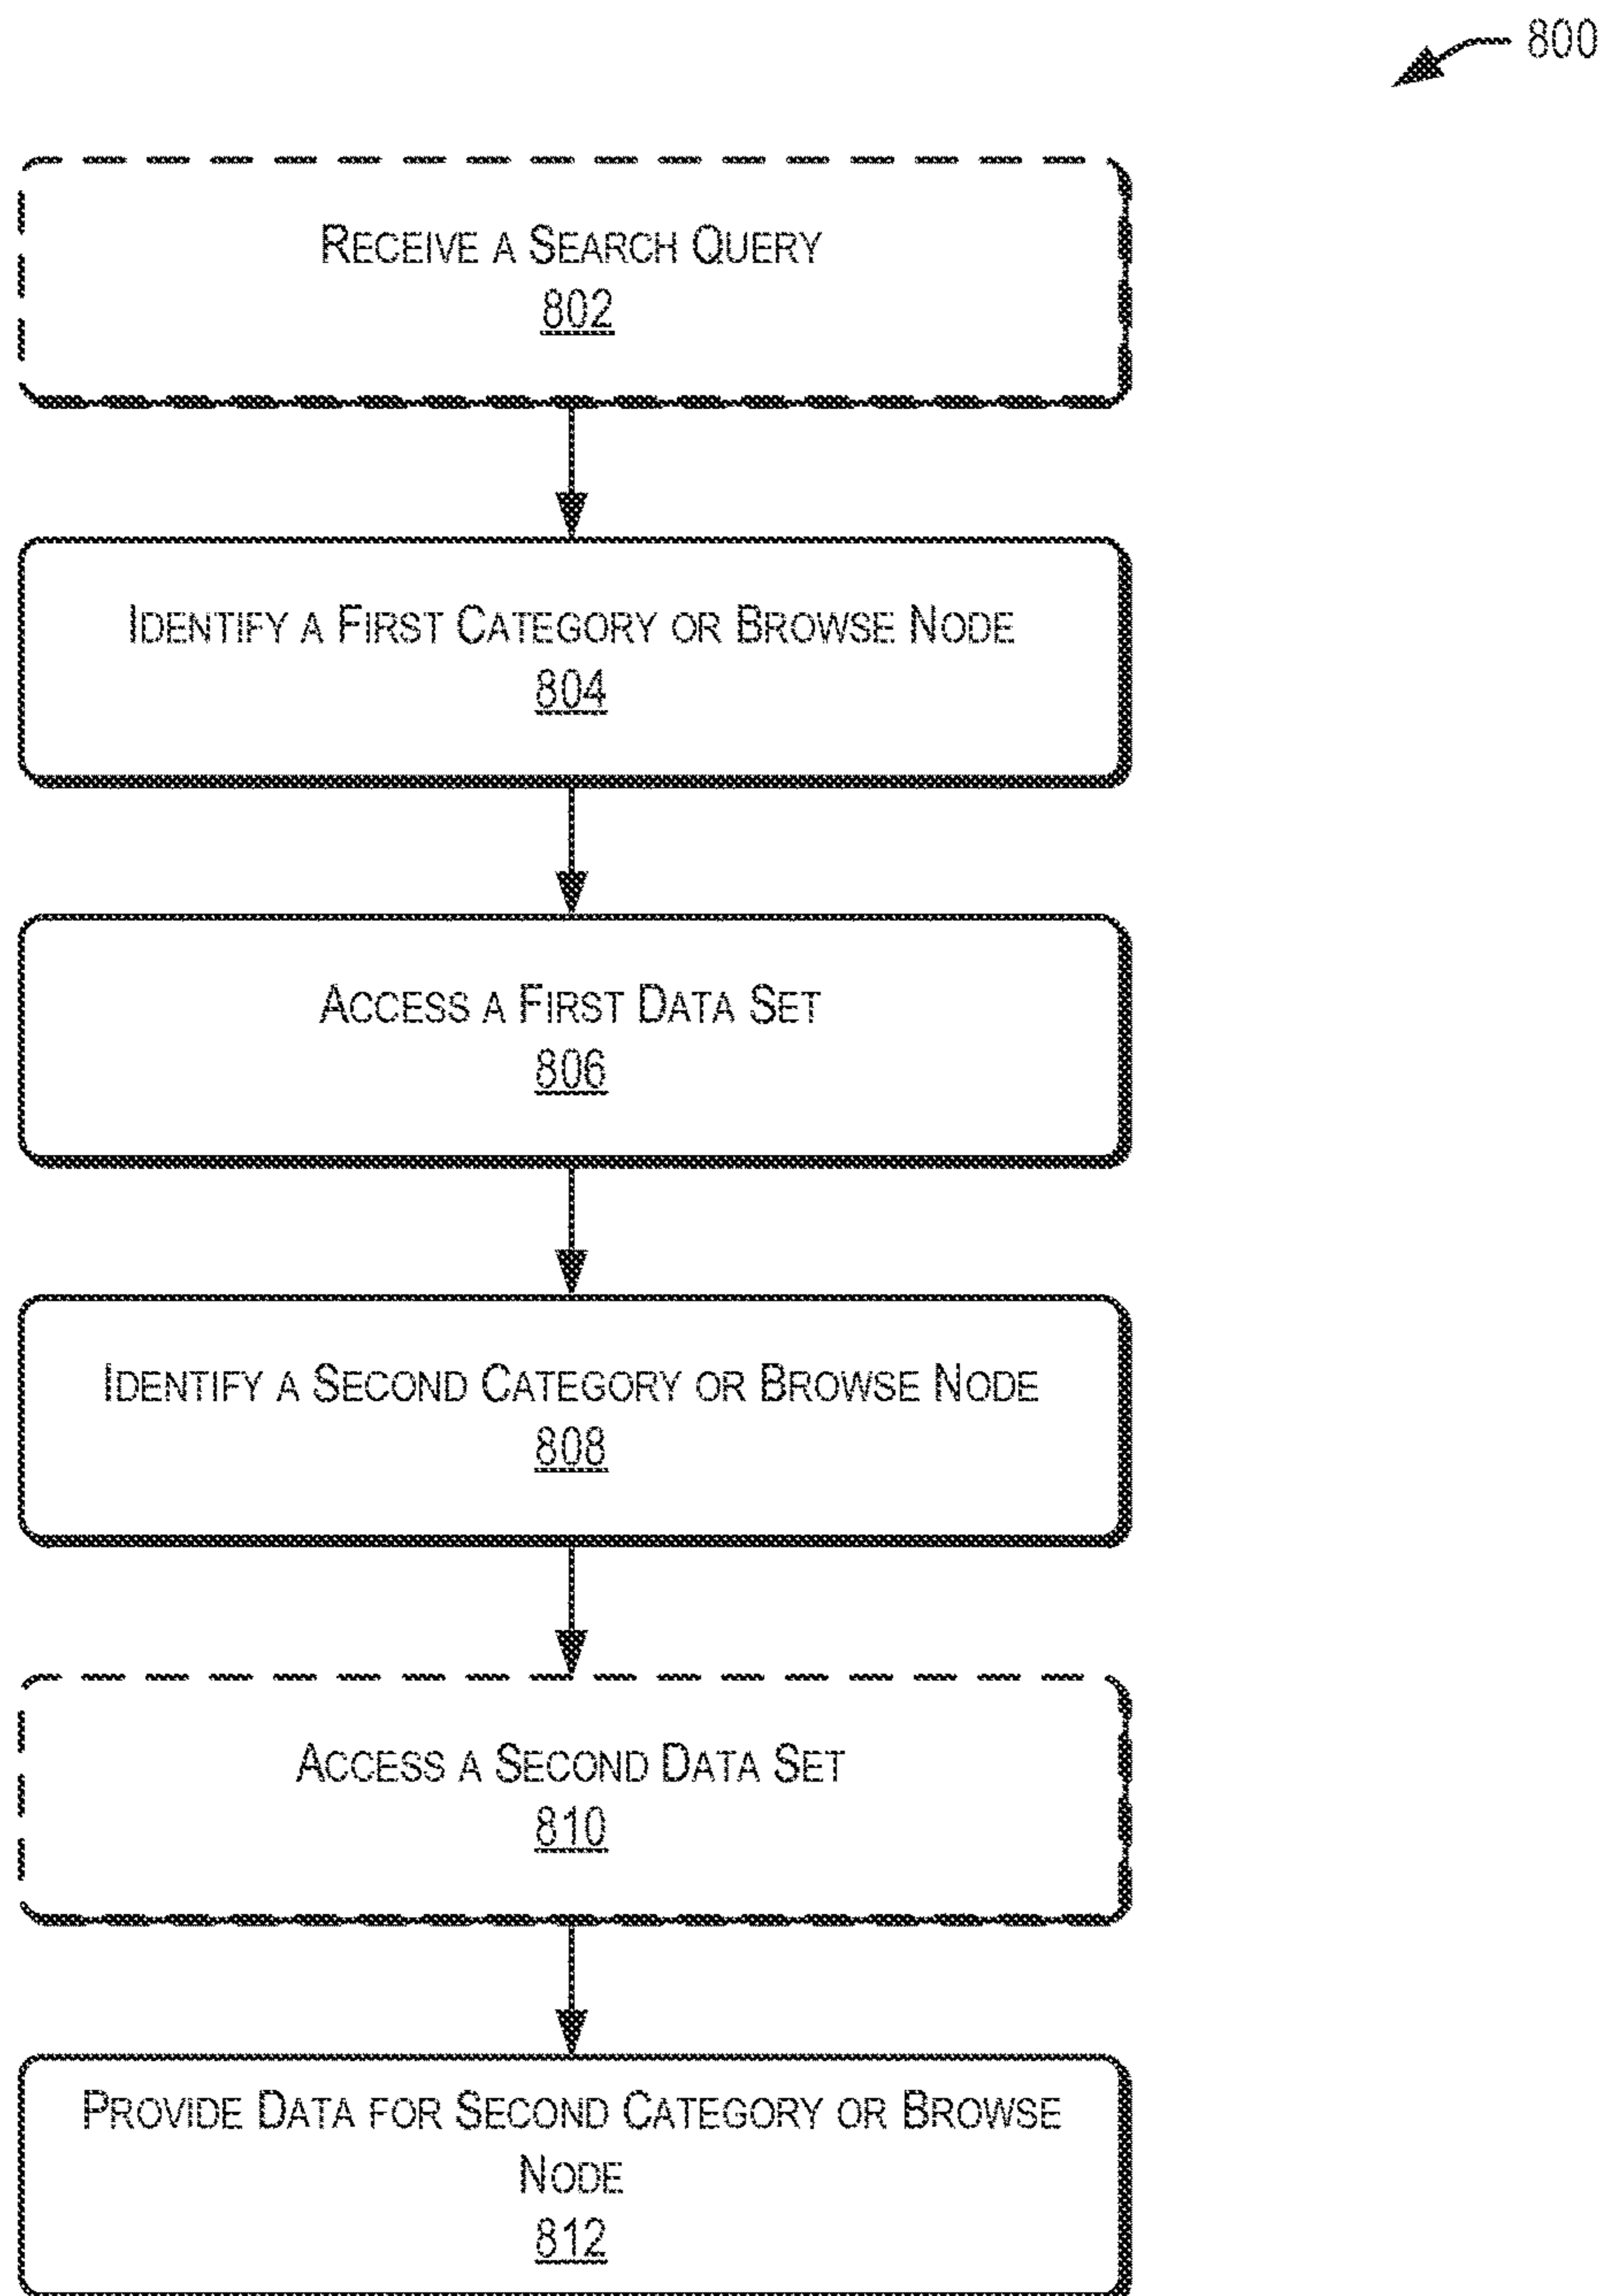 800
RECEIVE A SEARCH QUERY
802
IDENTIFY A FIRST CATEGORY OR BROWSE NODE
804
ACCESS A FIRST DATA SET
806
IDENTIFY A SECOND CATEGORY OR BROWSE NODE
808
ACCESS A SECOND DATA SET
810
PROVIDE DATA FOR SECOND CATEGORY OR BROWSE
NODE
812